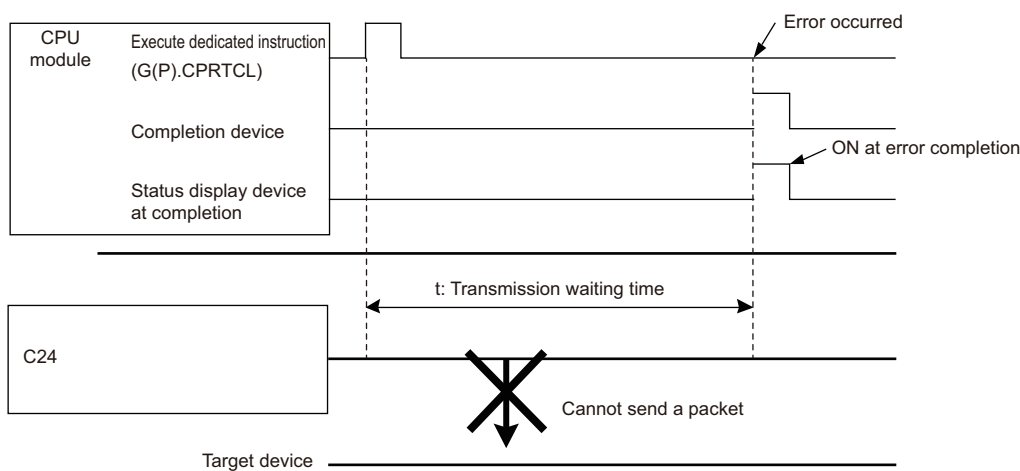 Error occurred
CPU
module
Execute dedicated instruction
(G(P).CPRTCL)
Completion device
ON at error completion
Status display device
at completion
t: Transmission waiting time
C24
Cannot send a packet
Target device